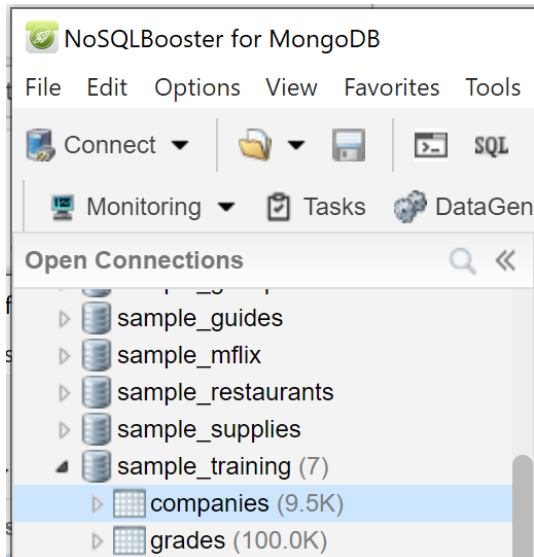 NoSQLBooster for MongoDB
File Edit Options View Favorites Tools
Connect SQL
Monitoring Tasks DataGen
Open Connections
sample_guides
sample_mflix
sample_restaurants
sample_supplies
sample_training (7)
companies (9.5K)
grades (100.0K)